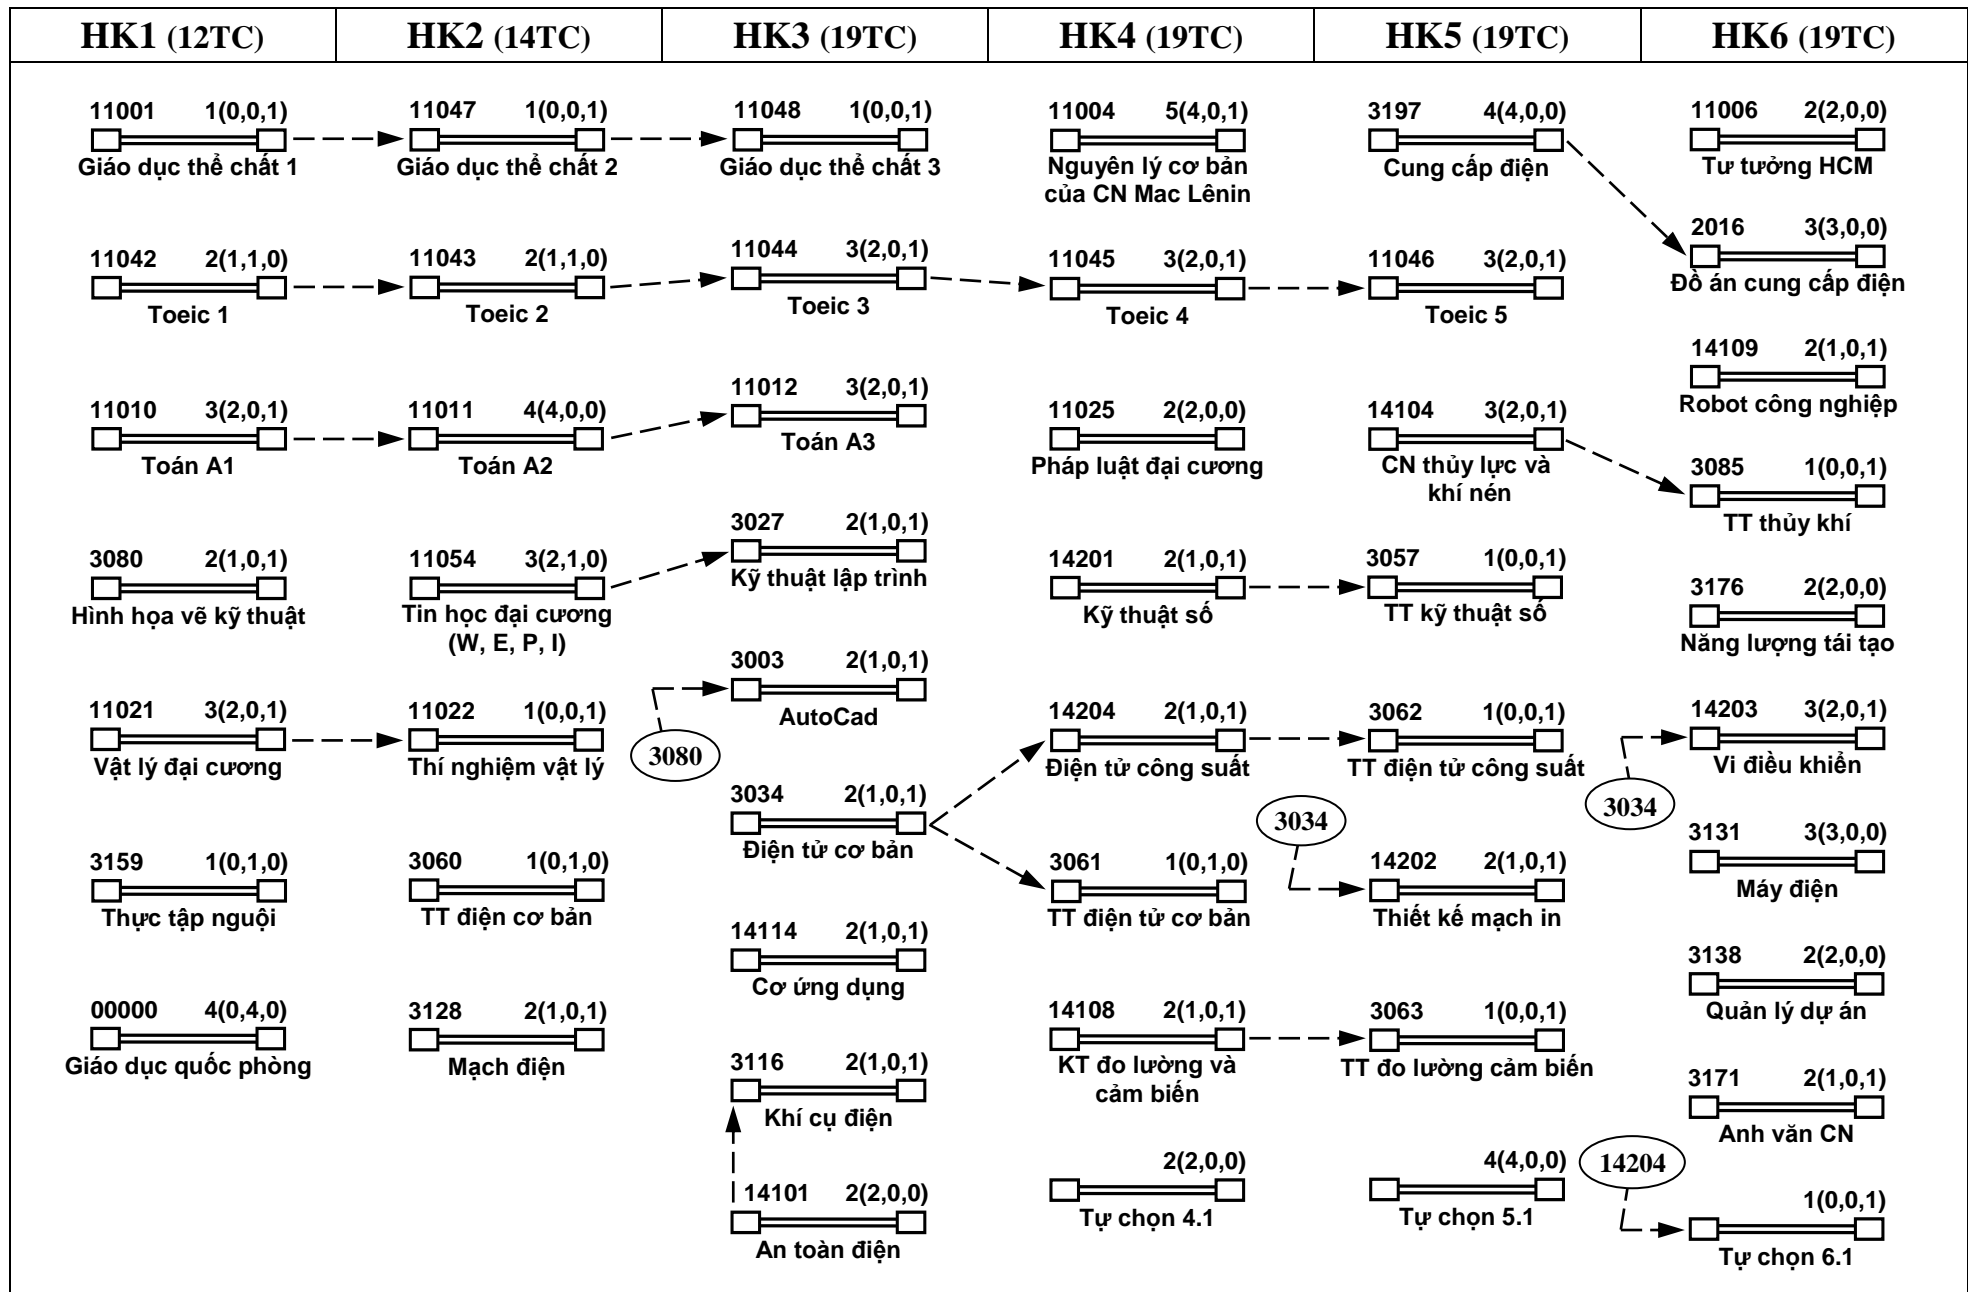 HK1 (12TC)
HK2 (14TC)
HK3 (19TC)
HK4 (19TC)
HK5 (19TC)
HK6 (19TC)
11001 1(0,0,1)
Giáo dục thể chất 1
11042 2(1,1,0)
Toeic 1
11010 3(2,0,1)
Toán A1
3080 2(1,0,1)
Hình họa vẽ kỹ thuật
11021 3(2,0,1)
Vật lý đại cương
3159 1(0,1,0)
Thực tập nguội
00000 4(0,4,0)
Giáo dục quốc phòng
11047 1(0,0,1)
Giáo dục thể chất 2
11043 2(1,1,0)
Toeic 2
11011 4(4,0,0)
Toán A2
11054 3(2,1,0)
Tin học đại cương
(W, E, P, I)
11022 1(0,0,1)
Thí nghiệm vật lý
3060 1(0,1,0)
TT điện cơ bản
3128 2(1,0,1)
Mạch điện
11048 1(0,0,1)
Giáo dục thể chất 3
11044 3(2,0,1)
Toeic 3
11012 3(2,0,1)
Toán A3
3027 2(1,0,1)
Kỹ thuật lập trình
3003 2(1,0,1)
AutoCad
3080
3034 2(1,0,1)
Điện tử cơ bản
14114 2(1,0,1)
Cơ ứng dụng
3116 2(1,0,1)
Khí cụ điện
14101 2(2,0,0)
An toàn điện
11004 5(4,0,1)
Nguyên lý cơ bản
của CN Mac Lênin
11045 3(2,0,1)
Toeic 4
11025 2(2,0,0)
Pháp luật đại cương
14201 2(1,0,1)
Kỹ thuật số
14204 2(1,0,1)
Điện tử công suất
3061 1(0,1,0)
TT điện tử cơ bản
14108 2(1,0,1)
KT đo lường và
cảm biến
2(2,0,0)
Tự chọn 4.1
3197 4(4,0,0)
Cung cấp điện
11046 3(2,0,1)
Toeic 5
14104 3(2,0,1)
CN thủy lực và
khí nén
3057 1(0,0,1)
TT kỹ thuật số
3062 1(0,0,1)
TT điện tử công suất
3034
14202 2(1,0,1)
Thiết kế mạch in
3063 1(0,0,1)
TT đo lường cảm biến
4(4,0,0)
Tự chọn 5.1
11006 2(2,0,0)
Tư tưởng HCM
2016 3(3,0,0)
Đồ án cung cấp điện
14109 2(1,0,1)
Robot công nghiệp
3085 1(0,0,1)
TT thủy khí
3176 2(2,0,0)
Năng lượng tái tạo
14203 3(2,0,1)
Vi điều khiển
3034
3131 3(3,0,0)
Máy điện
3138 2(2,0,0)
Quản lý dự án
3171 2(1,0,1)
Anh văn CN
14204
1(0,0,1)
Tự chọn 6.1